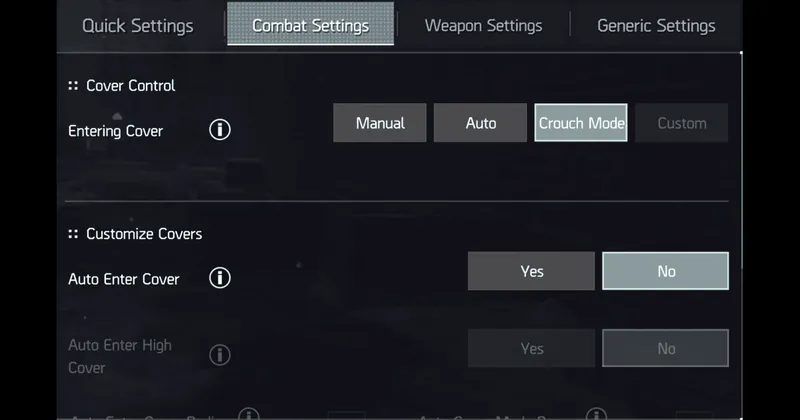 Quick Settings
Combat Settings
Weapon Settings
Generic Settings
Cover Control
Entering Cover
Manual
Auto
Crouch Mode
Custom
Customize Covers
Auto Enter Cover
Yes
No
Auto Enter High
Cover
Yes
No